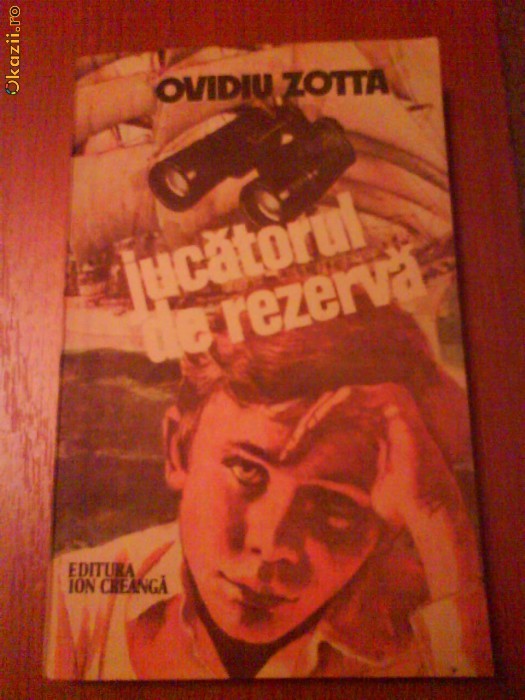 Okazii.ro
OVIDIU ZOTTA
jucătorul
de rezervă
EDITURA
ION CREANGĂ